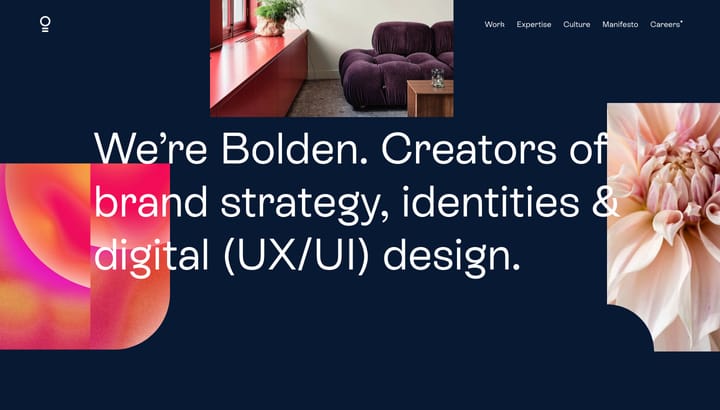 Work Expertise Culture Manifesto Careers
We're Bolden. Creators of
brand strategy, identities &
digital (UX/UI) design.